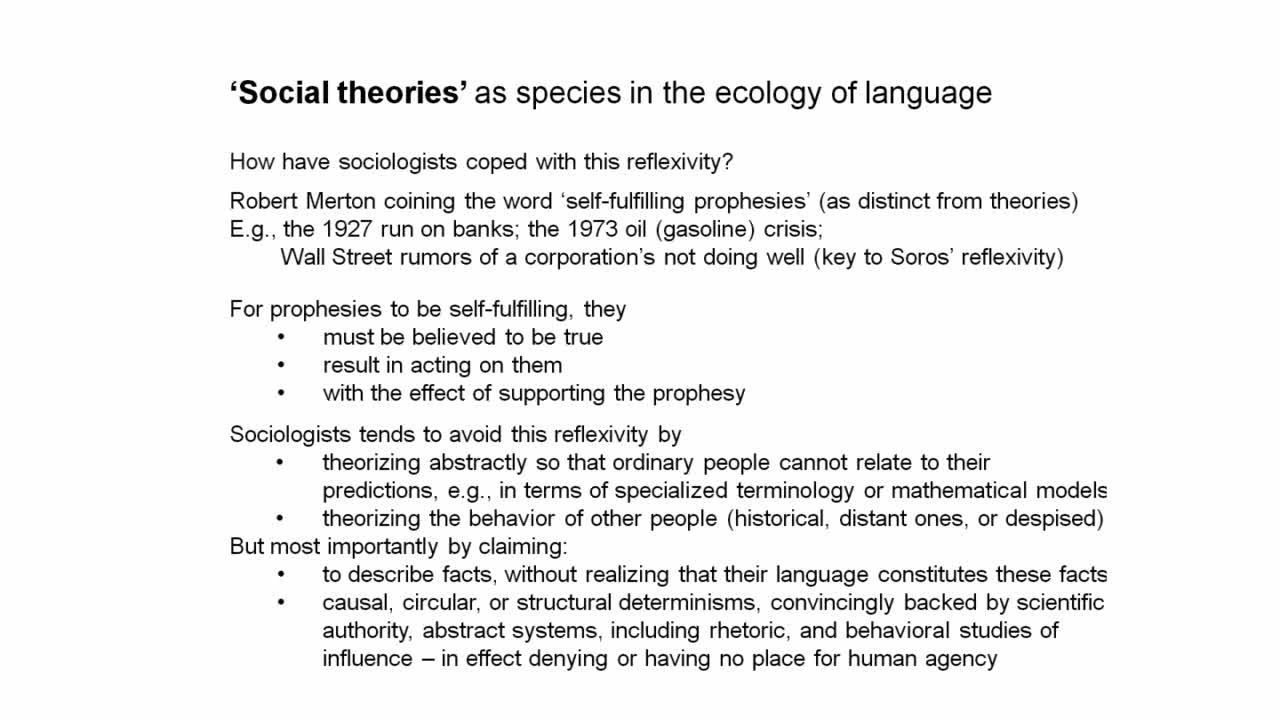 ‘Social theories’ as species in the ecology of language
How have sociologists coped with this reflexivity?
Robert Merton coining the word ‘self-fulfilling prophesies’ (as distinct from theories)
E.g., the 1927 run on banks; the 1973 oil (gasoline) crisis;
Wall Street rumors of a corporation’s not doing well (key to Soros’ reflexivity)
For prophesies to be self-fulfilling, they
• must be believed to be true
• result in acting on them
• with the effect of supporting the prophesy
Sociologists tends to avoid this reflexivity by
• theorizing abstractly so that ordinary people cannot relate to their
predictions, e.g., in terms of specialized terminology or mathematical models
• theorizing the behavior of other people (historical, distant ones, or despised)
But most importantly by claiming:
• to describe facts, without realizing that their language constitutes these facts
• causal, circular, or structural determinisms, convincingly backed by scientific
authority, abstract systems, including rhetoric, and behavioral studies of
influence – in effect denying or having no place for human agency